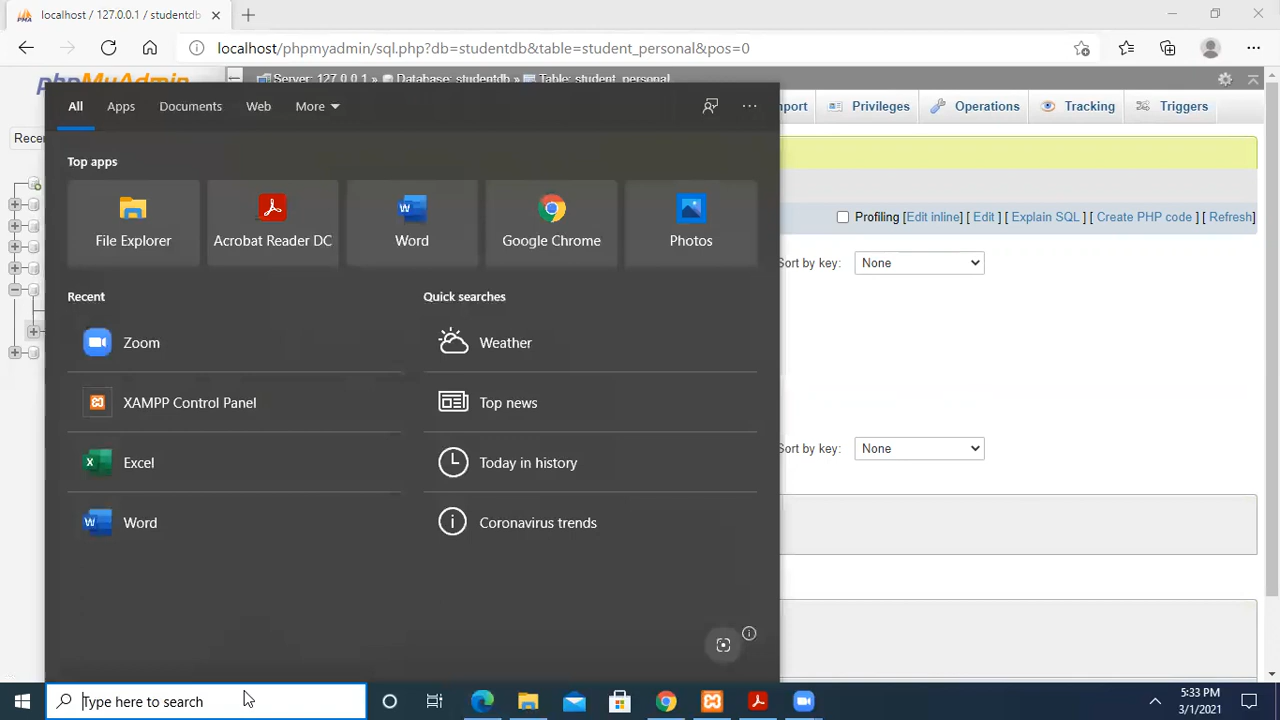 localhost / 127.0.0.1 / studentdb
localhost/phpmyadmin/sql.php?db=studentdb&table=student_personal&pos=0
phpMyAdmin
Server: 127.0.0.1 » Database: studentdb » Table: student_personal
All Apps Documents Web More
port Privileges Operations Tracking Triggers
Recen
Top apps
File Explorer Acrobat Reader DC Word Google Chrome Photos
Profiling [Edit inline] [ Edit ] [ Explain SQL ] [ Create PHP code ] [ Refresh]
Sort by key: None
Recent
Zoom
XAMPP Control Panel
Excel
Word
Quick searches
Weather
Top news
Today in history
Coronavirus trends
Sort by key: None
Type here to search
5:33 PM
3/1/2021